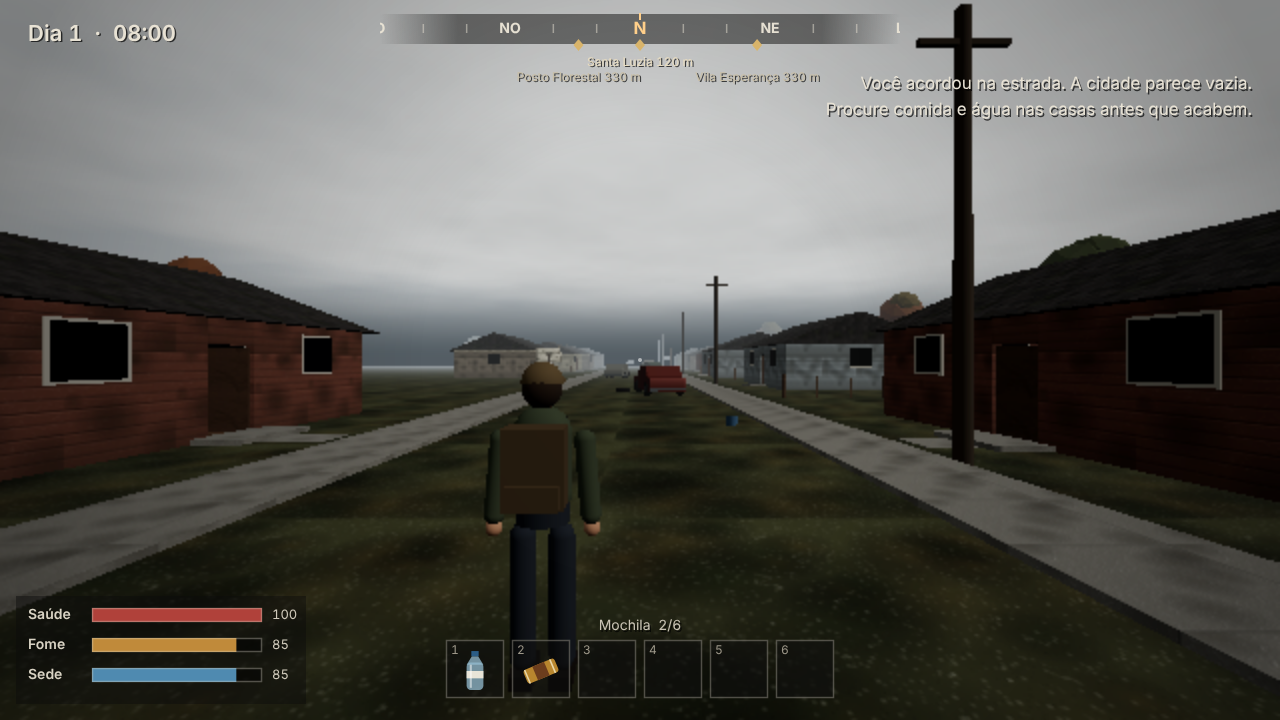 Dia 1 · 08:00
O
NO
N
NE
L
Santa Luzia 120 m
Posto Florestal 330 m
Vila Esperança 330 m
Você acordou na estrada. A cidade parece vazia.
Procure comida e água nas casas antes que acabem.
Saúde 100
Fome 85
Sede 85
Mochila 2/6
1 2 3 4 5 6